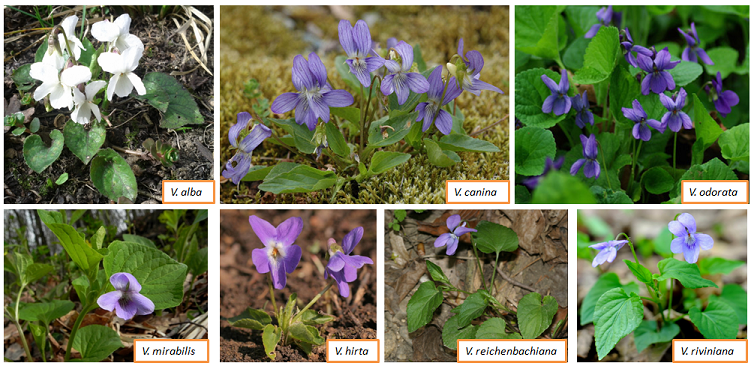 V. alba
V. canina
V. odorata
V. mirabilis
V. hirta
V. reichenbachiana
V. riviniana